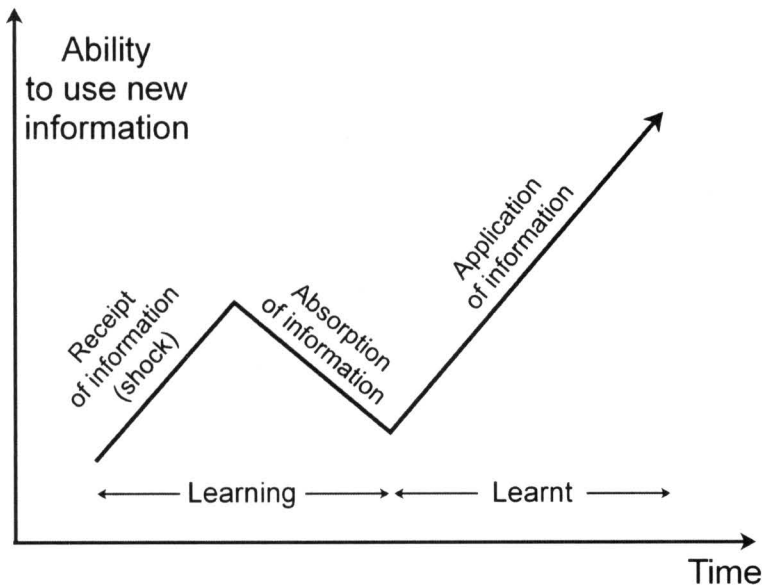 Ability
to use new
information
Receipt
of information
(shock)
Absorption
of information
Application
of information
Learning
Learnt
Time